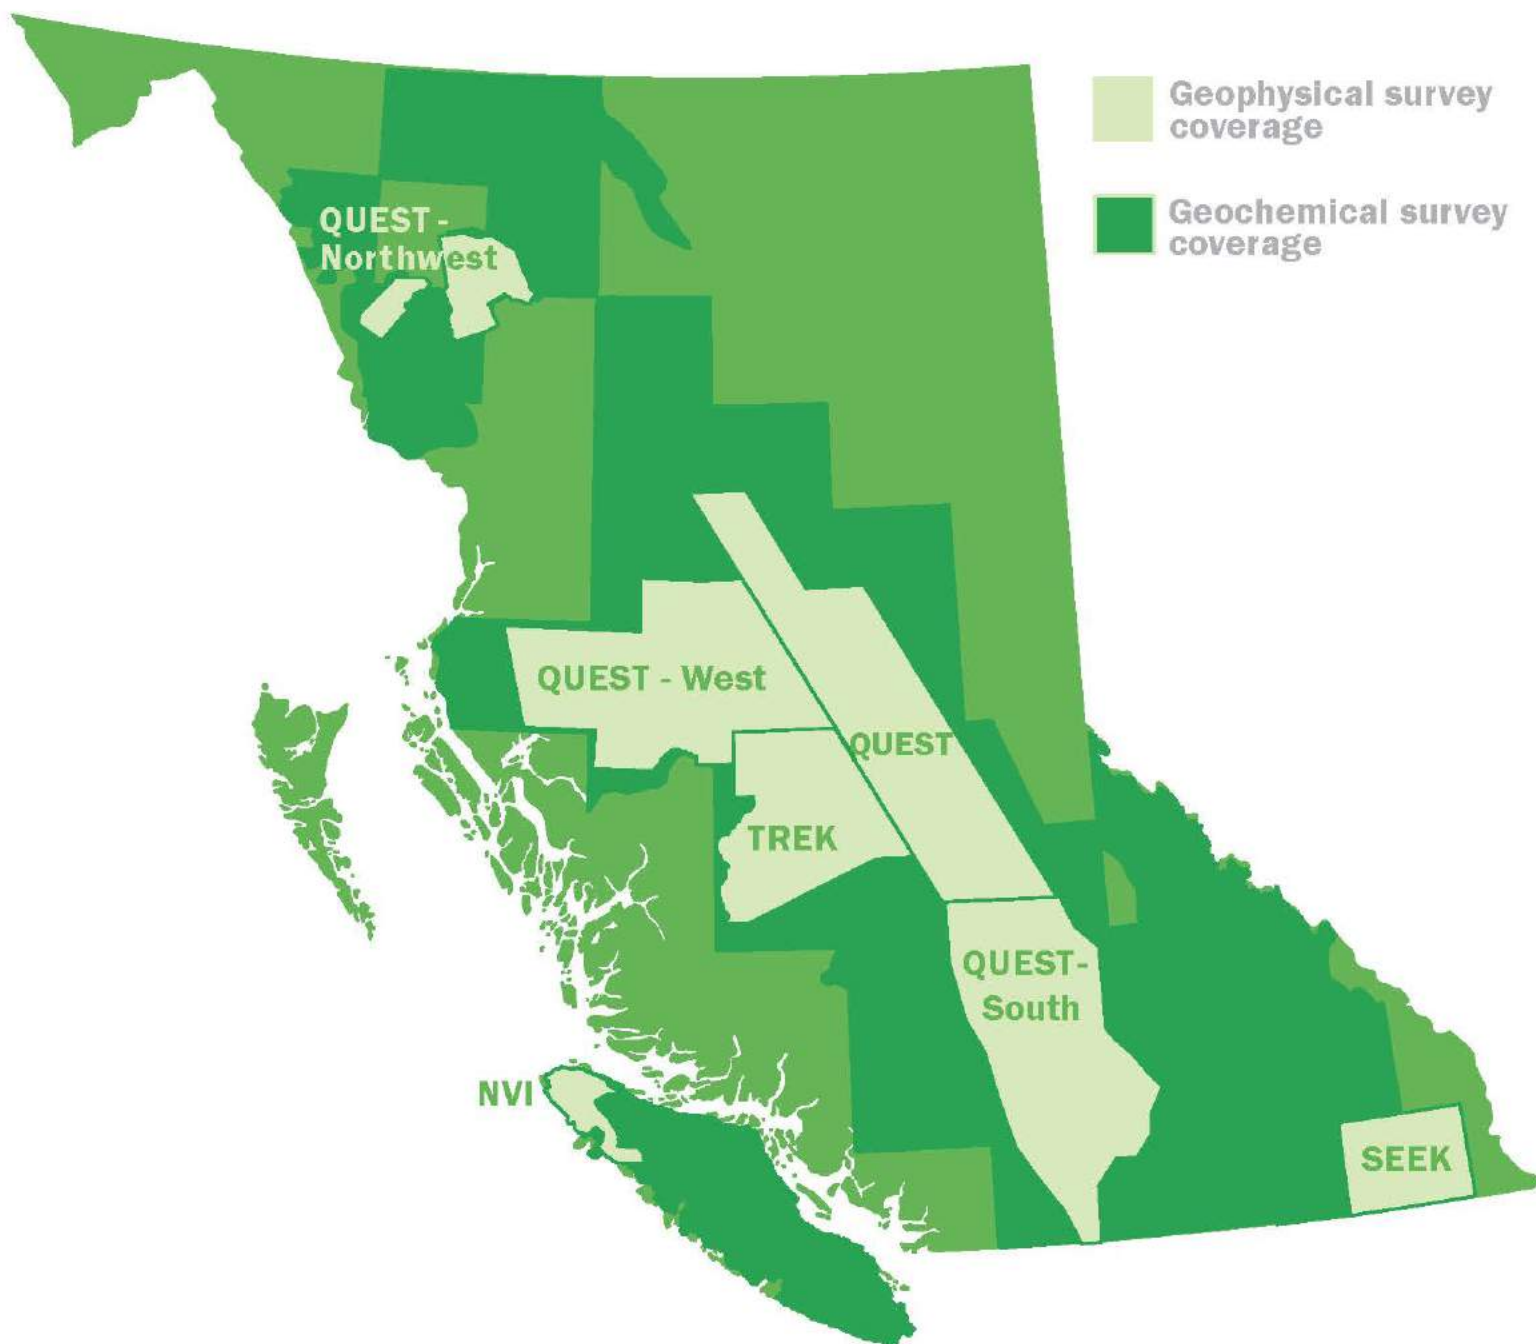 Geophysical survey
coverage
Geochemical survey
coverage
QUEST -
Northwest
QUEST - West
QUEST
TREK
QUEST-
South
NVI
SEEK